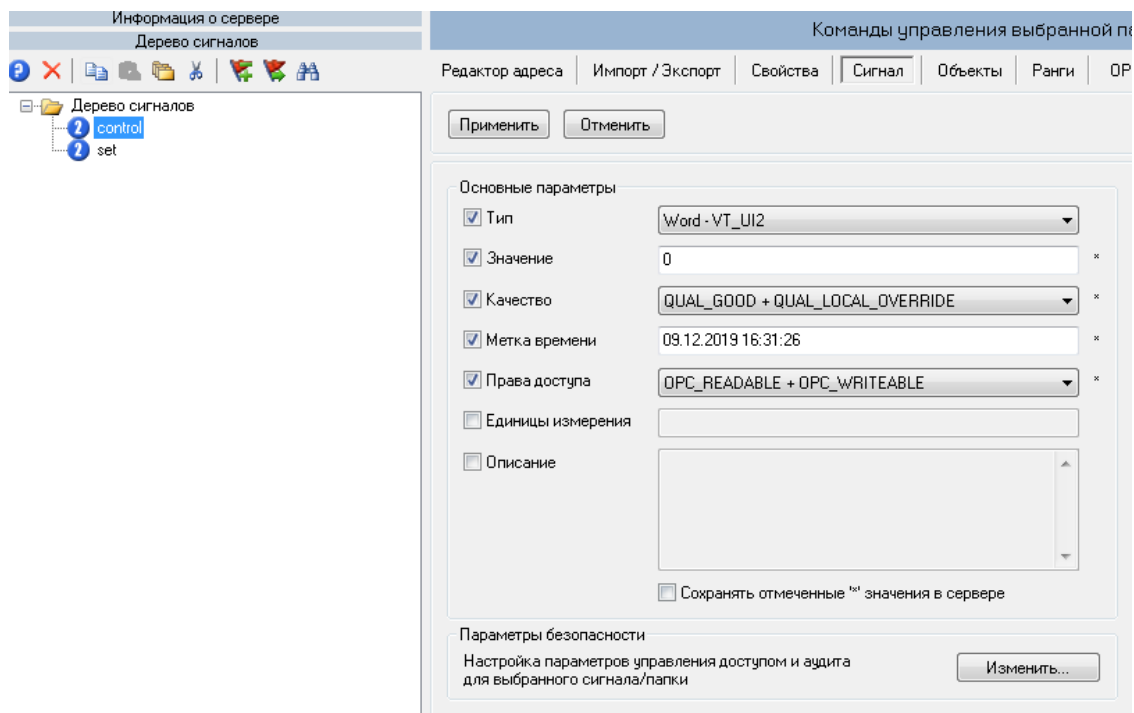 Информация о сервере
Дерево сигналов
Дерево сигналов
control
set
Команды управления выбранной па
Редактор адреса
Импорт / Экспорт
Свойства
Сигнал
Объекты
Ранги
OP
Применить
Отменить
Основные параметры
Тип
Word - VT_UI2
Значение
0
*
Качество
QUAL_GOOD + QUAL_LOCAL_OVERRIDE
*
Метка времени
09.12.2019 16:31:26
*
Права доступа
OPC_READABLE + OPC_WRITEABLE
*
Единицы измерения
Описание
Сохранять отмеченные '*' значения в сервере
Параметры безопасности
Настройка параметров управления доступом и аудита
для выбранного сигнала/папки
Изменить...